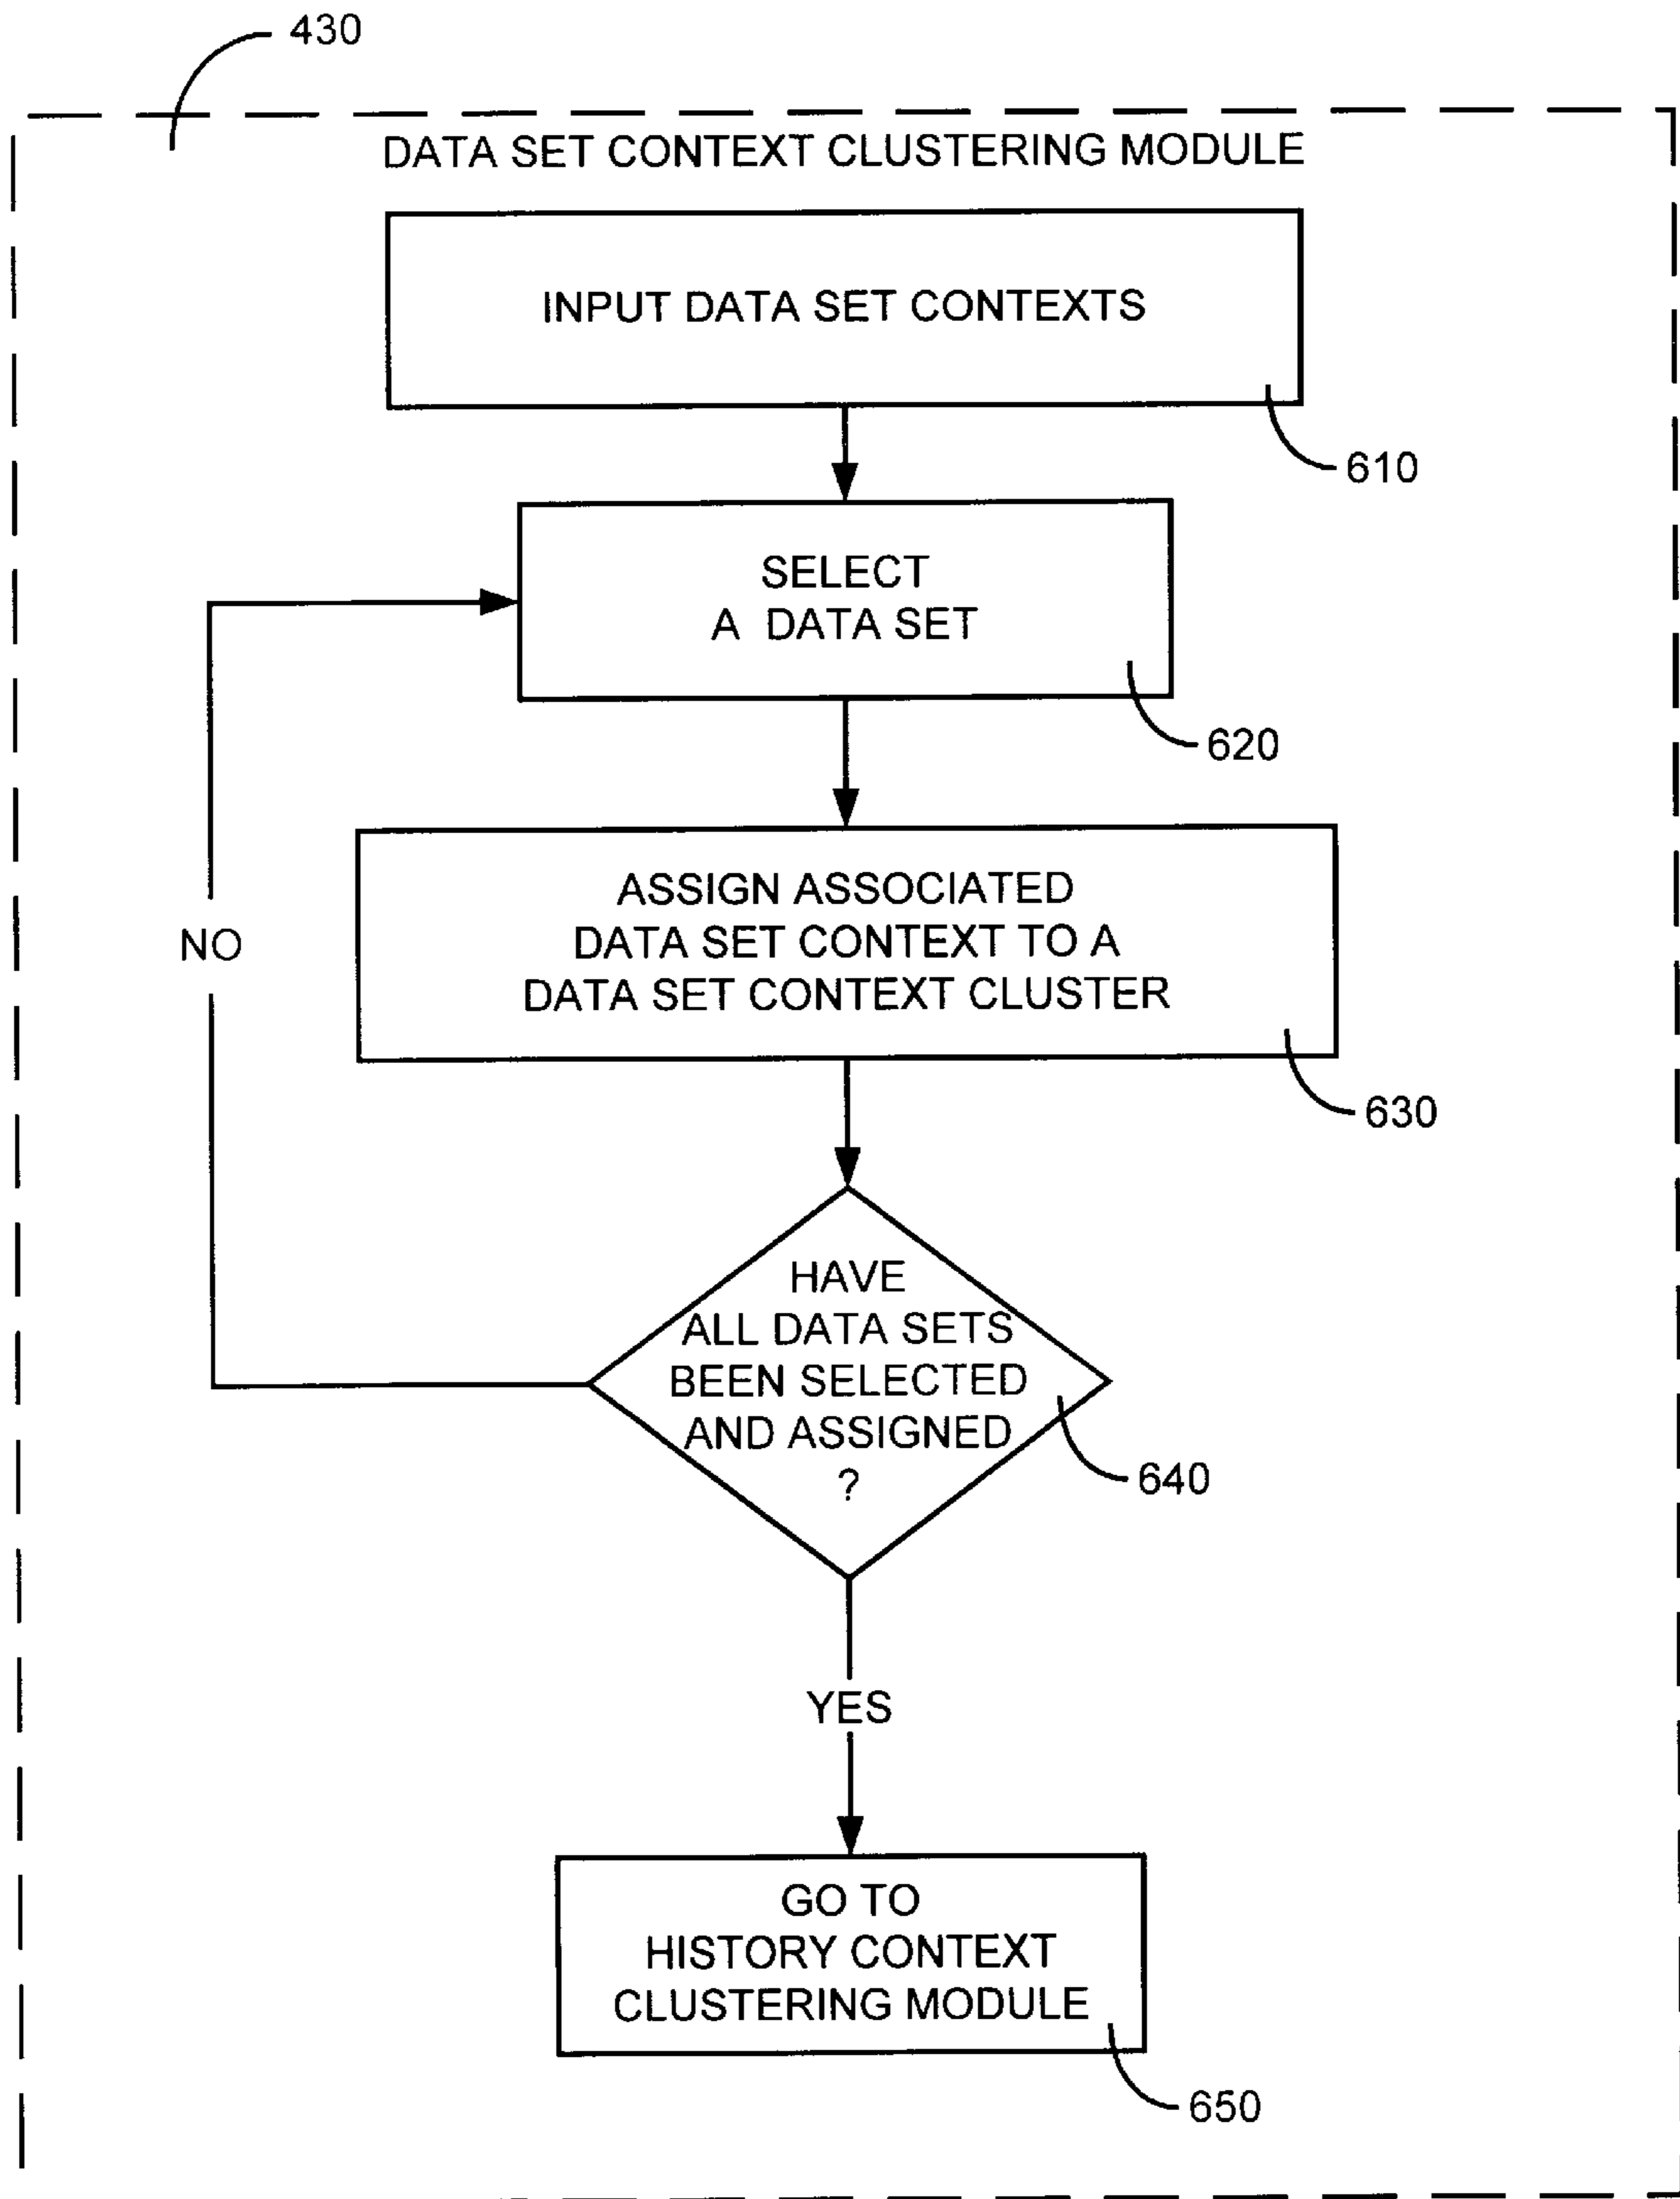 430
DATA SET CONTEXT CLUSTERING MODULE
INPUT DATA SET CONTEXTS
610
SELECT
A DATA SET
620
ASSIGN ASSOCIATED
DATA SET CONTEXT TO A
DATA SET CONTEXT CLUSTER
630
NO
HAVE
ALL DATA SETS
BEEN SELECTED
AND ASSIGNED
?
640
YES
GO TO
HISTORY CONTEXT
CLUSTERING MODULE
650